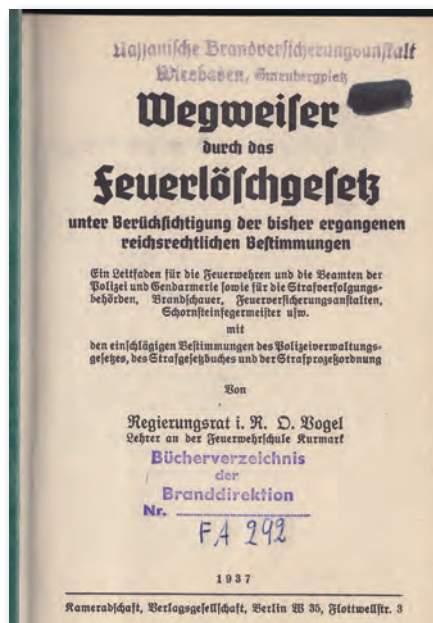 Nassauische Brandversicherungsanstalt
Wiesbaden, Gutenbergplatz
Wegweiser
durch das
Feuerlöschgesetz
unter Berücksichtigung der bisher ergangenen
reichsrechtlichen Bestimmungen
Ein Leitfaden für die Feuerwehren und die Beamten der
Polizei und Gendarmerie sowie für die Strafverfolgungs-
behörden, Brandschauer, Feuerversicherungsanstalten,
Schornsteinfegermeister usw.
mit
den einschlägigen Bestimmungen des Polizeiverwaltungs-
gesetzes, des Strafgesetzbuches und der Strafprozeßordnung
Von
Regierungsrat i. R. O. Vogel
Lehrer an der Feuerwehrschule Kurmark
Bücherverzeichnis
der
Branddirektion
Nr.
FA 292
1937
Kameradschaft, Verlagsgesellschaft, Berlin W 35, Flottwellstr. 3